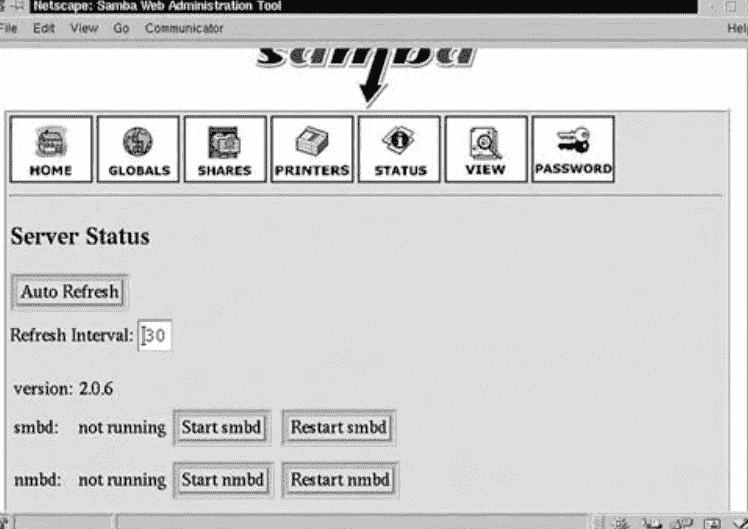 Netscape: Samba Web Administration Tool
File Edit View Go Communicator Help
samba
HOME GLOBALS SHARES PRINTERS STATUS VIEW PASSWORD
Server Status
Auto Refresh
Refresh Interval: 30
version: 2.0.6
smbd: not running Start smbd Restart smbd
nmbd: not running Start nmbd Restart nmbd